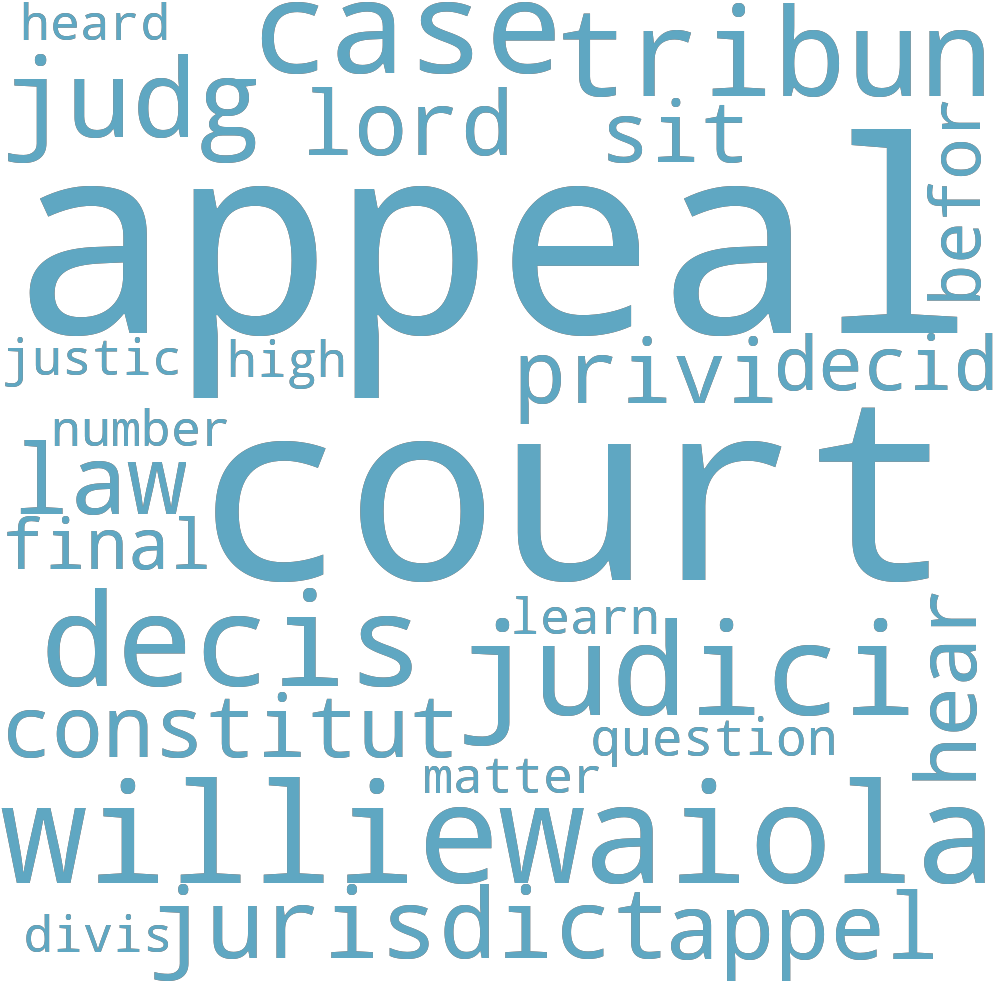 heard
case
tribun
judg
lord
sit
befor
appeal
justic
high
privi
decid
number
law
court
final
decis
learn
judici
hear
constitut
question
matter
williewaiola
divis
jurisdict
appel